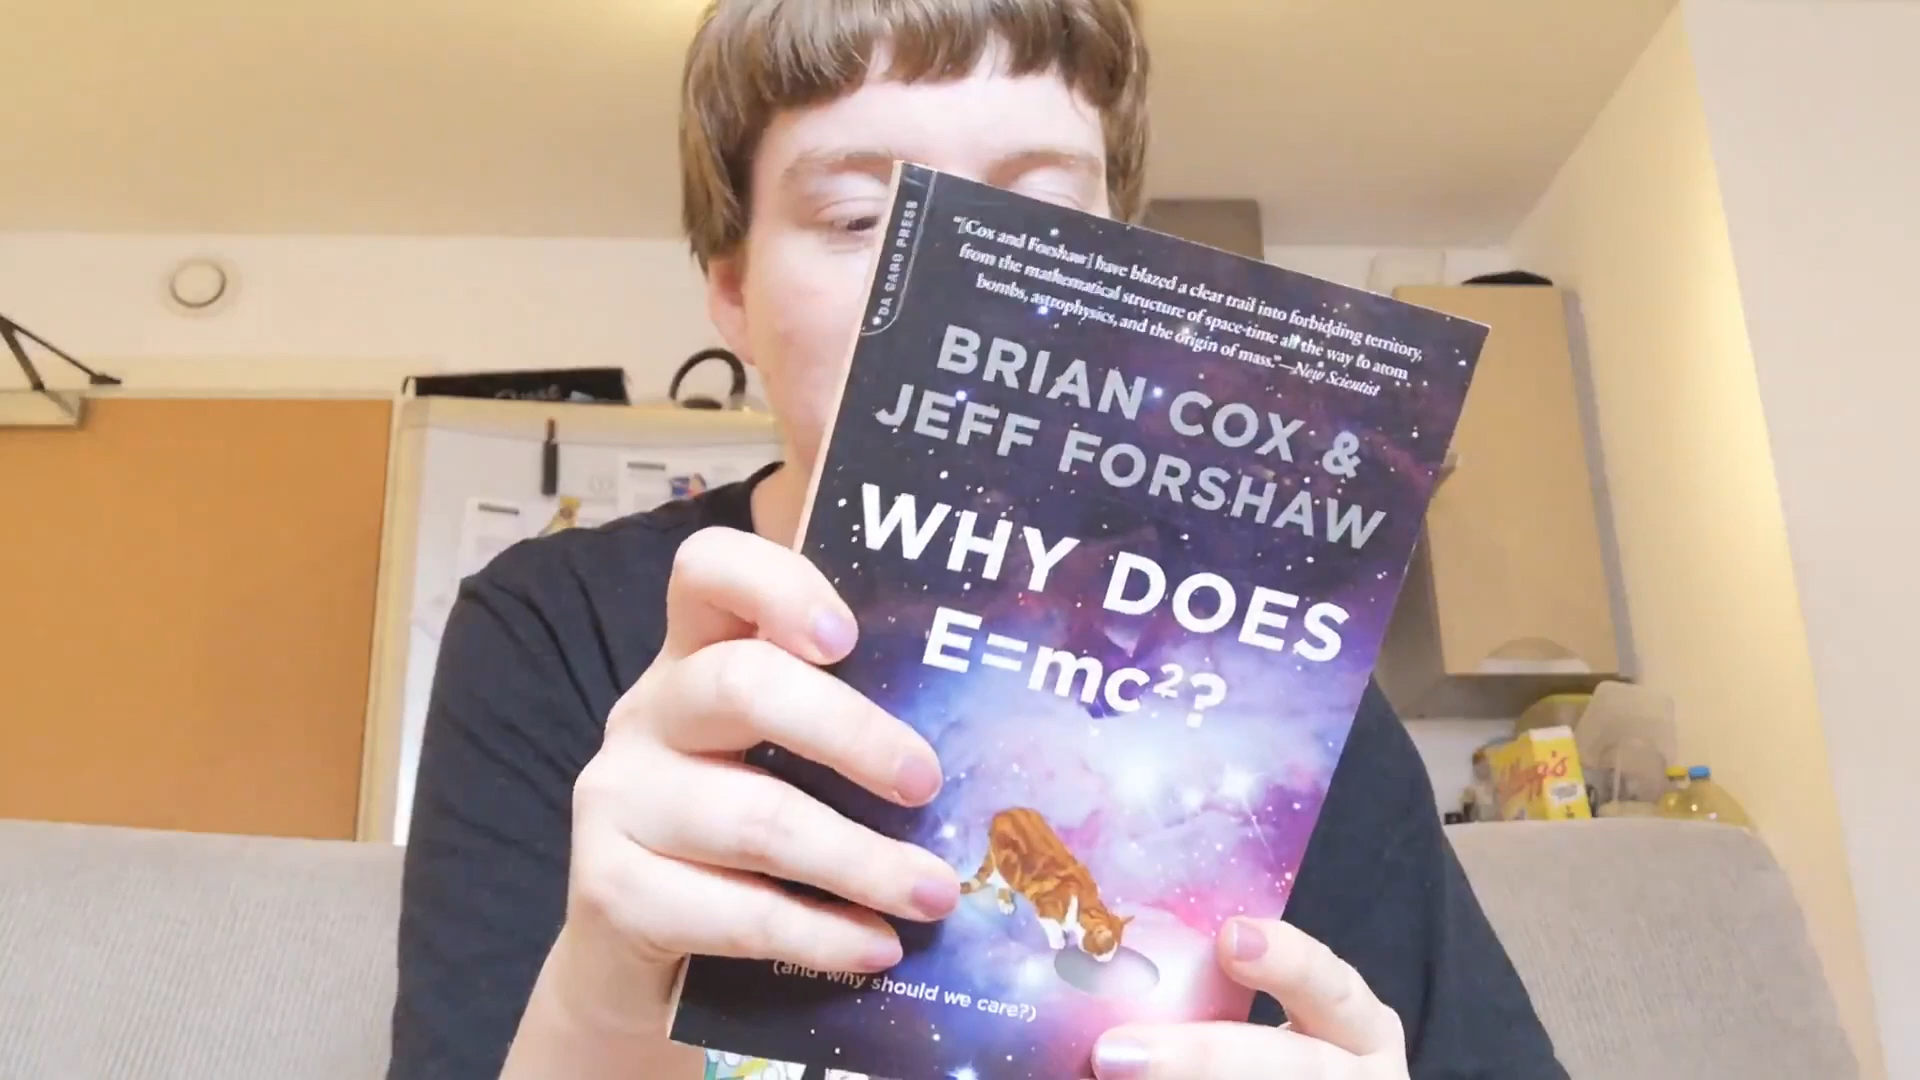 DA CAPO PRESS
"[Cox and Forshaw] have blazed a clear trail into forbidding territory,
from the mathematical structure of space-time all the way to atom
bombs, astrophysics, and the origin of mass."—New Scientist
BRIAN COX &
JEFF FORSHAW
WHY DOES
E=mc²?
(and why should we care?)
Kellogg's